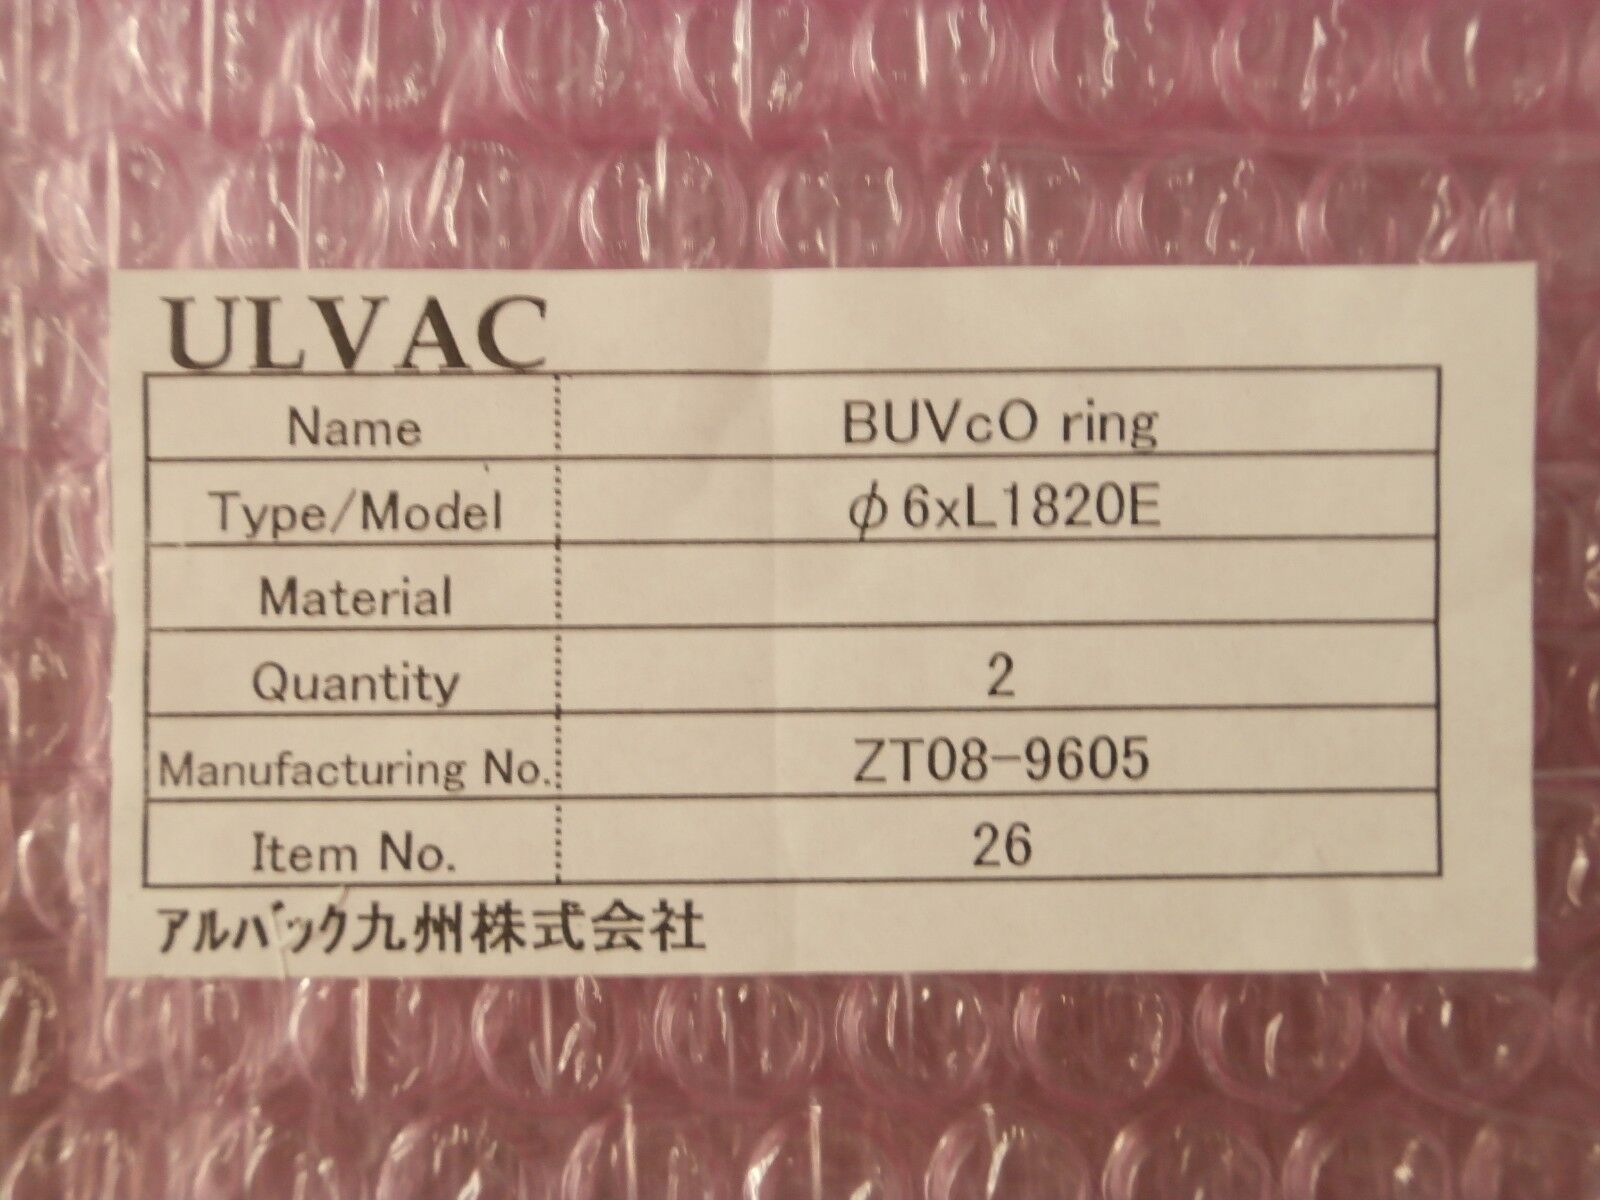 ULVAC
Name BUVcO ring
Type/Model φ6xL1820E
Material
Quantity 2
Manufacturing No. ZT08-9605
Item No. 26
アルバック九州株式会社